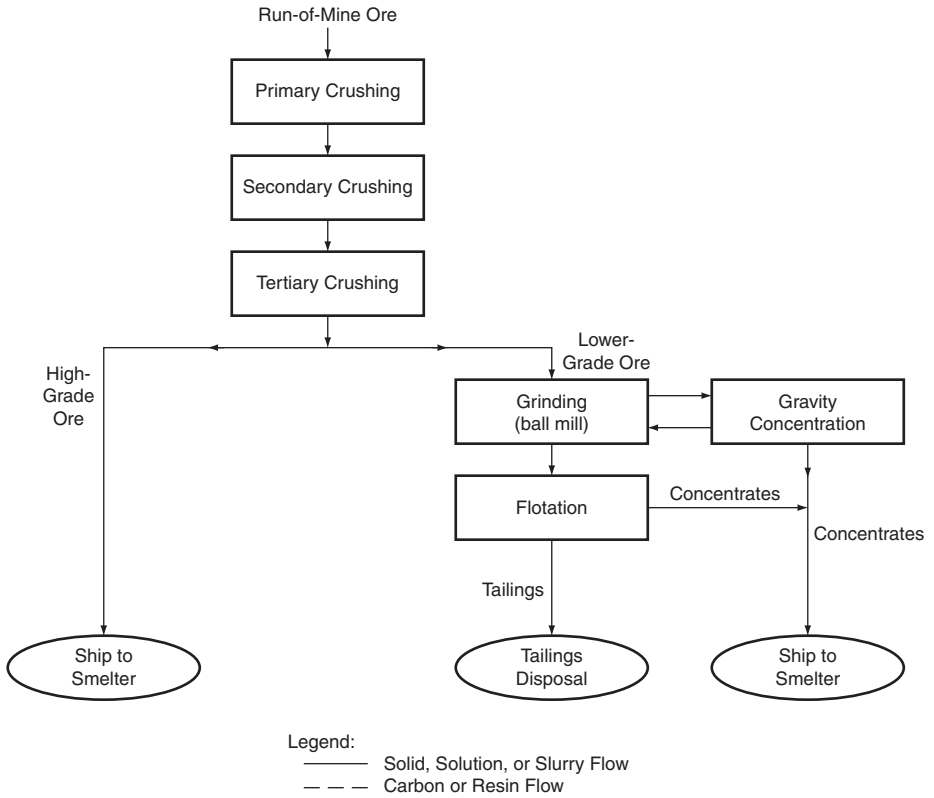 Run-of-Mine Ore
Primary Crushing
Secondary Crushing
Tertiary Crushing
High-
Grade
Ore
Lower-
Grade Ore
Grinding
(ball mill)
Gravity
Concentration
Flotation
Concentrates
Concentrates
Tailings
Ship to
Smelter
Tailings
Disposal
Ship to
Smelter
Legend:
Solid, Solution, or Slurry Flow
Carbon or Resin Flow